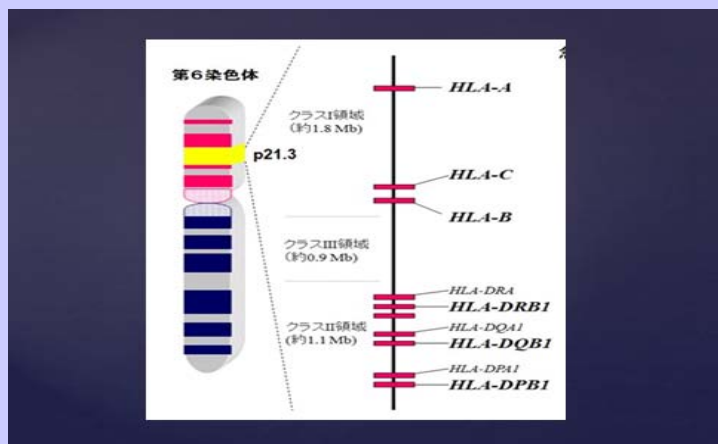 第6染色体
p21.3
クラスI領域
(約1.8 Mb)
クラスIII領域
(約0.9 Mb)
クラスII領域
(約1.1 Mb)
HLA-A
HLA-C
HLA-B
HLA-DRA
HLA-DRB1
HLA-DQA1
HLA-DQB1
HLA-DPA1
HLA-DPB1